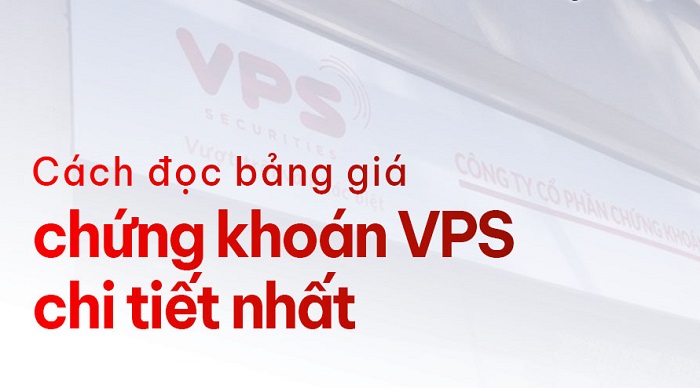 VPS
SECURITIES
CÔNG TY CỔ PHẦN CHỨNG KHOÁN
Cách đọc bảng giá
chứng khoán VPS
chi tiết nhất